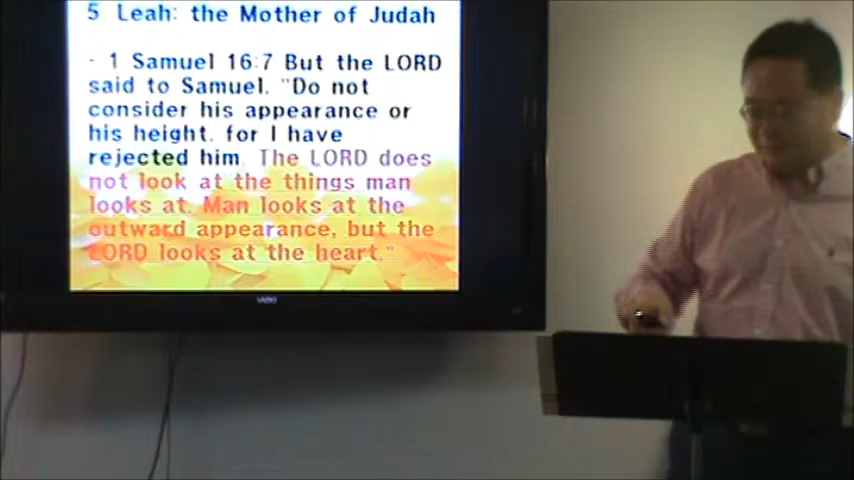 5. Leah: the Mother of Judah
- 1 Samuel 16:7 But the LORD
said to Samuel, "Do not
consider his appearance or
his height, for I have
rejected him. The LORD does
not look at the things man
looks at. Man looks at the
outward appearance, but the
LORD looks at the heart."
VIZIO